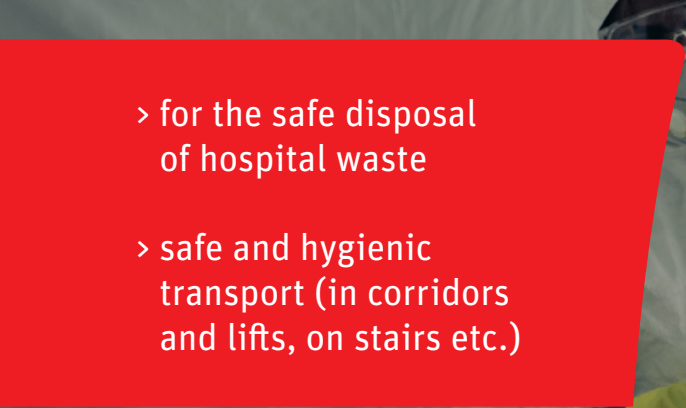 > for the safe disposal
of hospital waste
> safe and hygienic
transport (in corridors
and lifts, on stairs etc.)